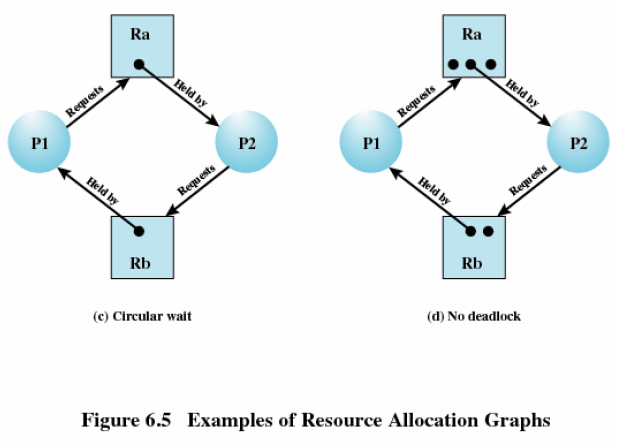 Ra
Ra
Requests
Held by
Requests
Held by
P1
P2
P1
P2
Held by
Requests
Held by
Requests
Rb
Rb
(c) Circular wait
(d) No deadlock
Figure 6.5 Examples of Resource Allocation Graphs